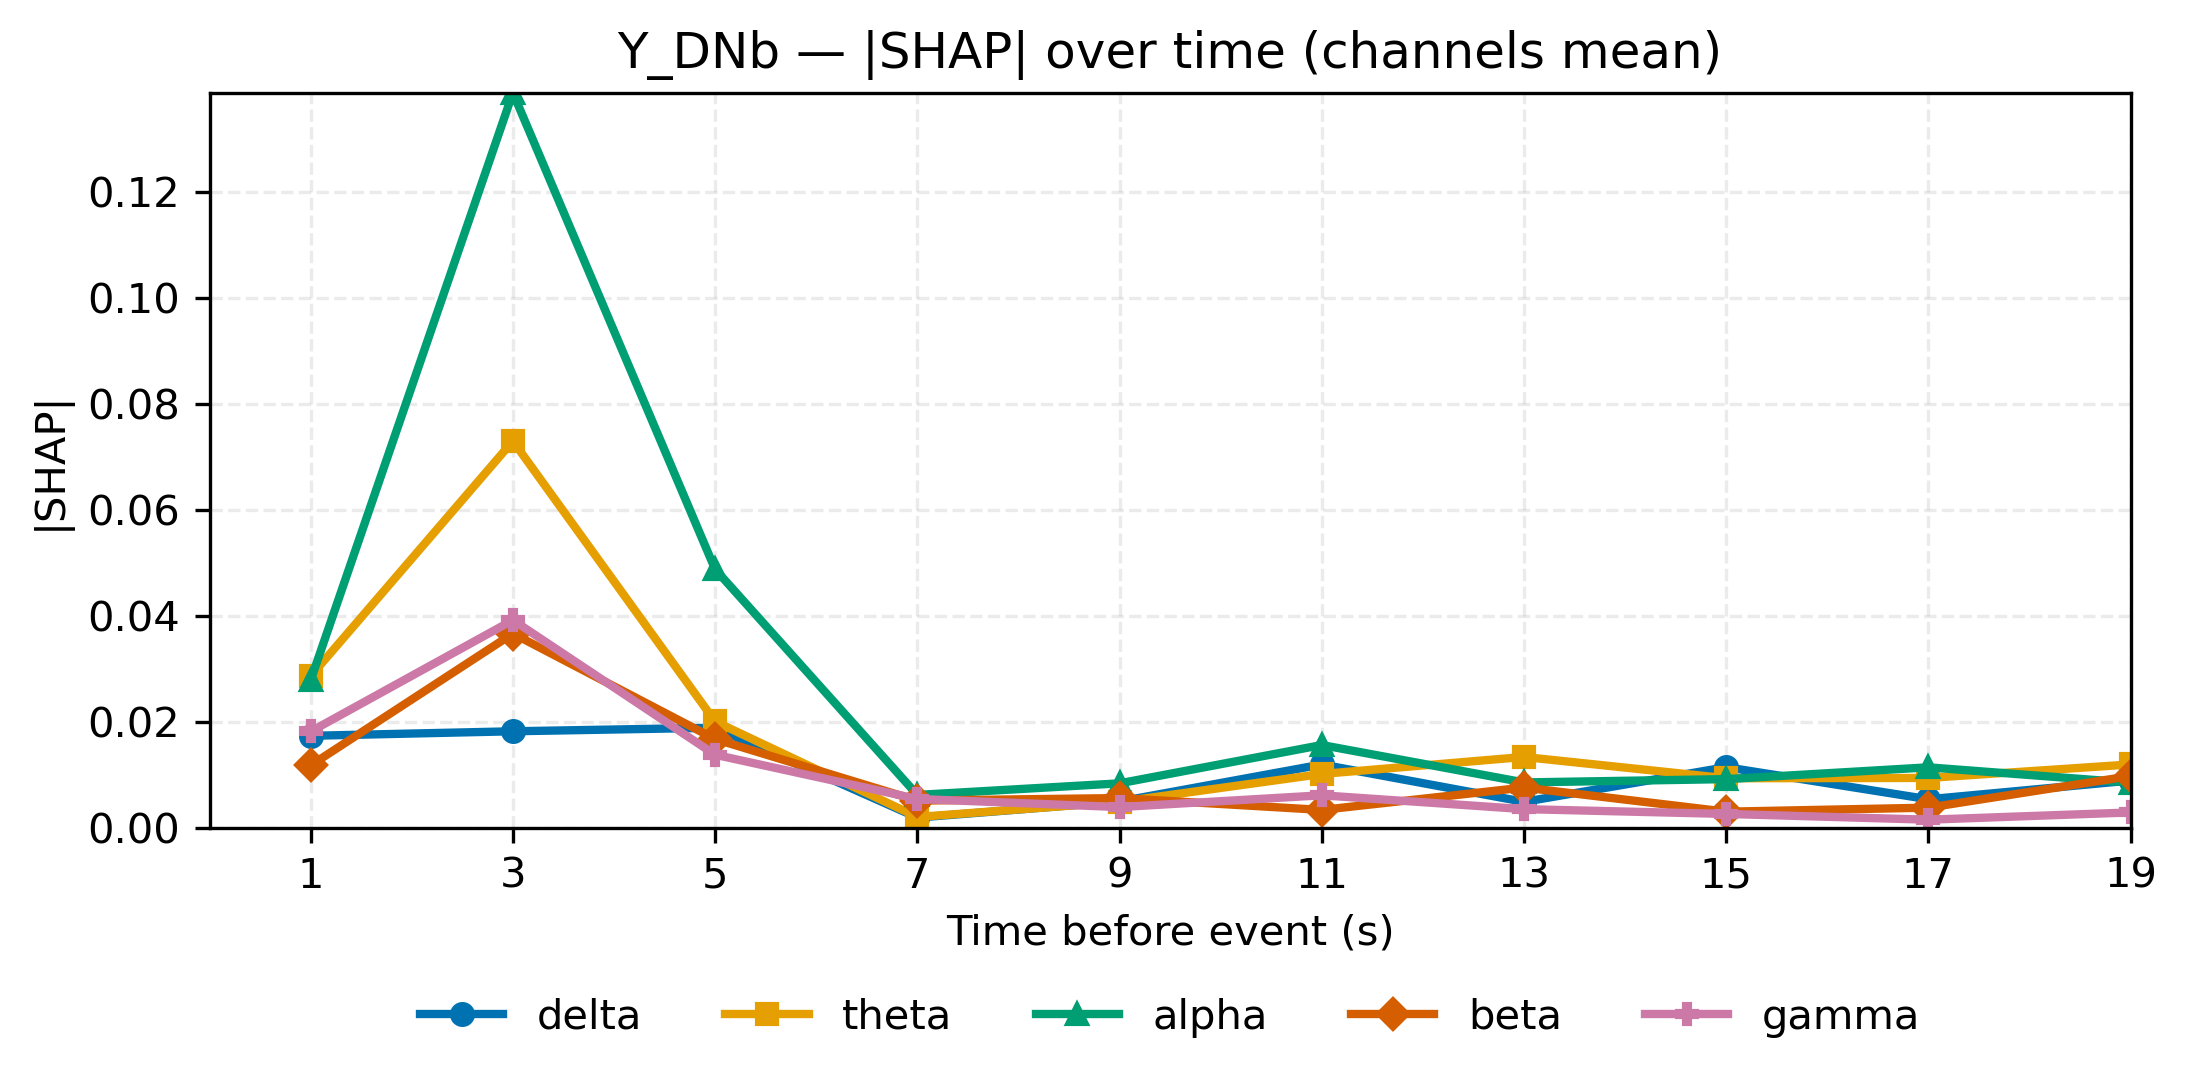 Y_DNb — |SHAP| over time (channels mean)
|SHAP|
0.12
0.10
0.08
0.06
0.04
0.02
0.00
1 3 5 7 9 11 13 15 17 19
Time before event (s)
delta theta alpha beta gamma